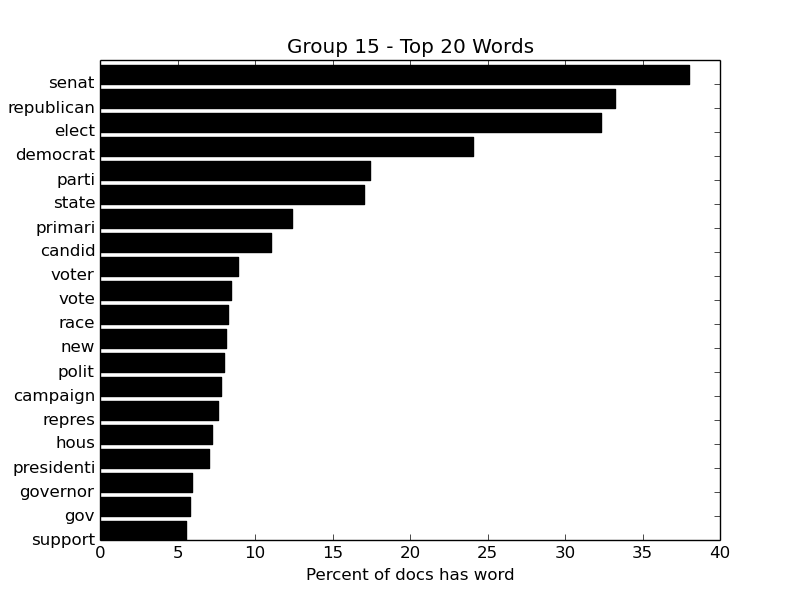 Group 15 - Top 20 Words
senat
republican
elect
democrat
parti
state
primari
candid
voter
vote
race
new
polit
campaign
repres
hous
presidenti
governor
gov
support
0 5 10 15 20 25 30 35 40
Percent of docs has word